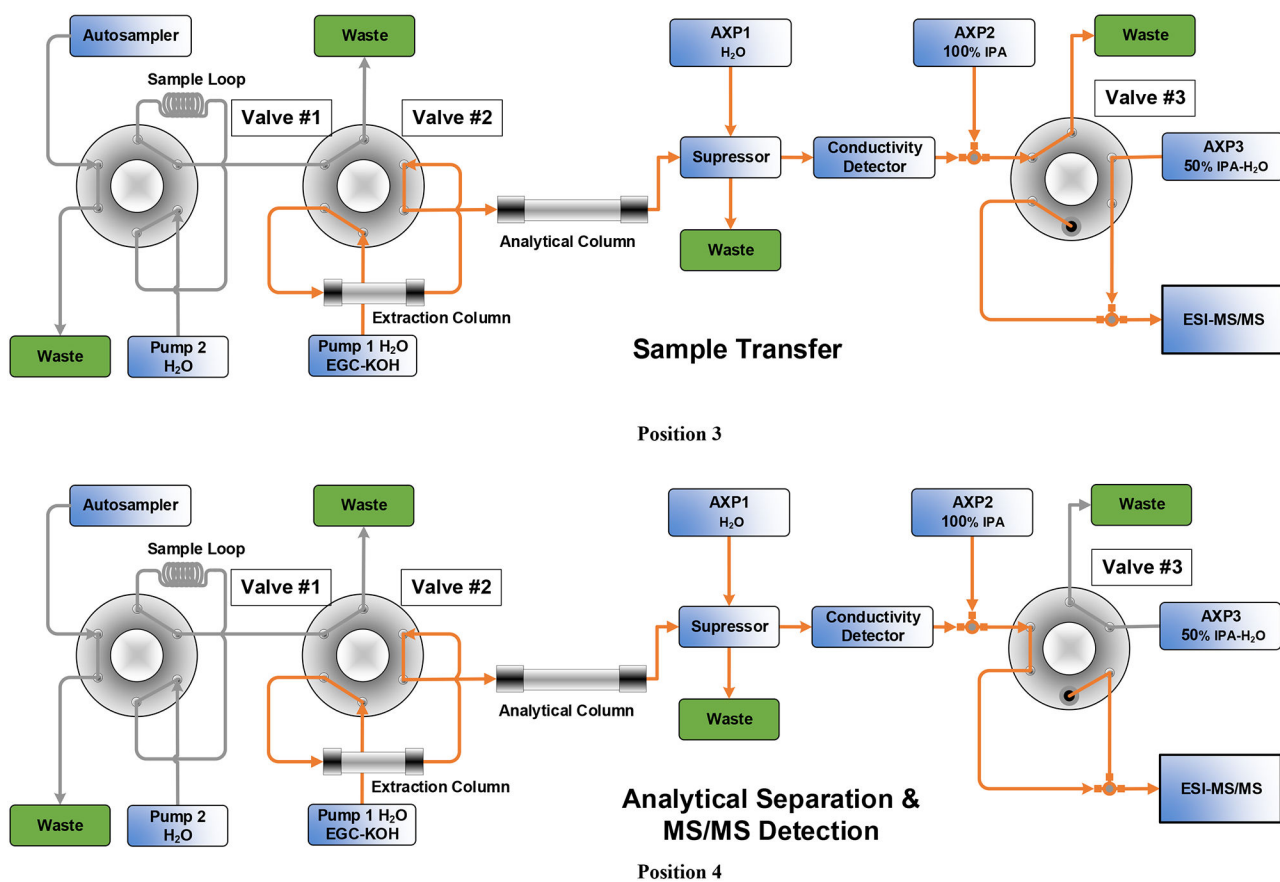 Autosampler
Waste
AXP1
H₂O
AXP2
100% IPA
Waste
Sample Loop
Valve #1
Valve #2
Valve #3
Supressor
Conductivity
Detector
AXP3
50% IPA-H₂O
Analytical Column
Waste
Extraction Column
ESI-MS/MS
Waste
Pump 2
H₂O
Pump 1 H₂O
EGC-KOH
Sample Transfer
Position 3
Autosampler
Waste
AXP1
H₂O
AXP2
100% IPA
Waste
Sample Loop
Valve #1
Valve #2
Valve #3
Supressor
Conductivity
Detector
AXP3
50% IPA-H₂O
Analytical Column
Waste
Extraction Column
ESI-MS/MS
Waste
Pump 2
H₂O
Pump 1 H₂O
EGC-KOH
Analytical Separation &
MS/MS Detection
Position 4